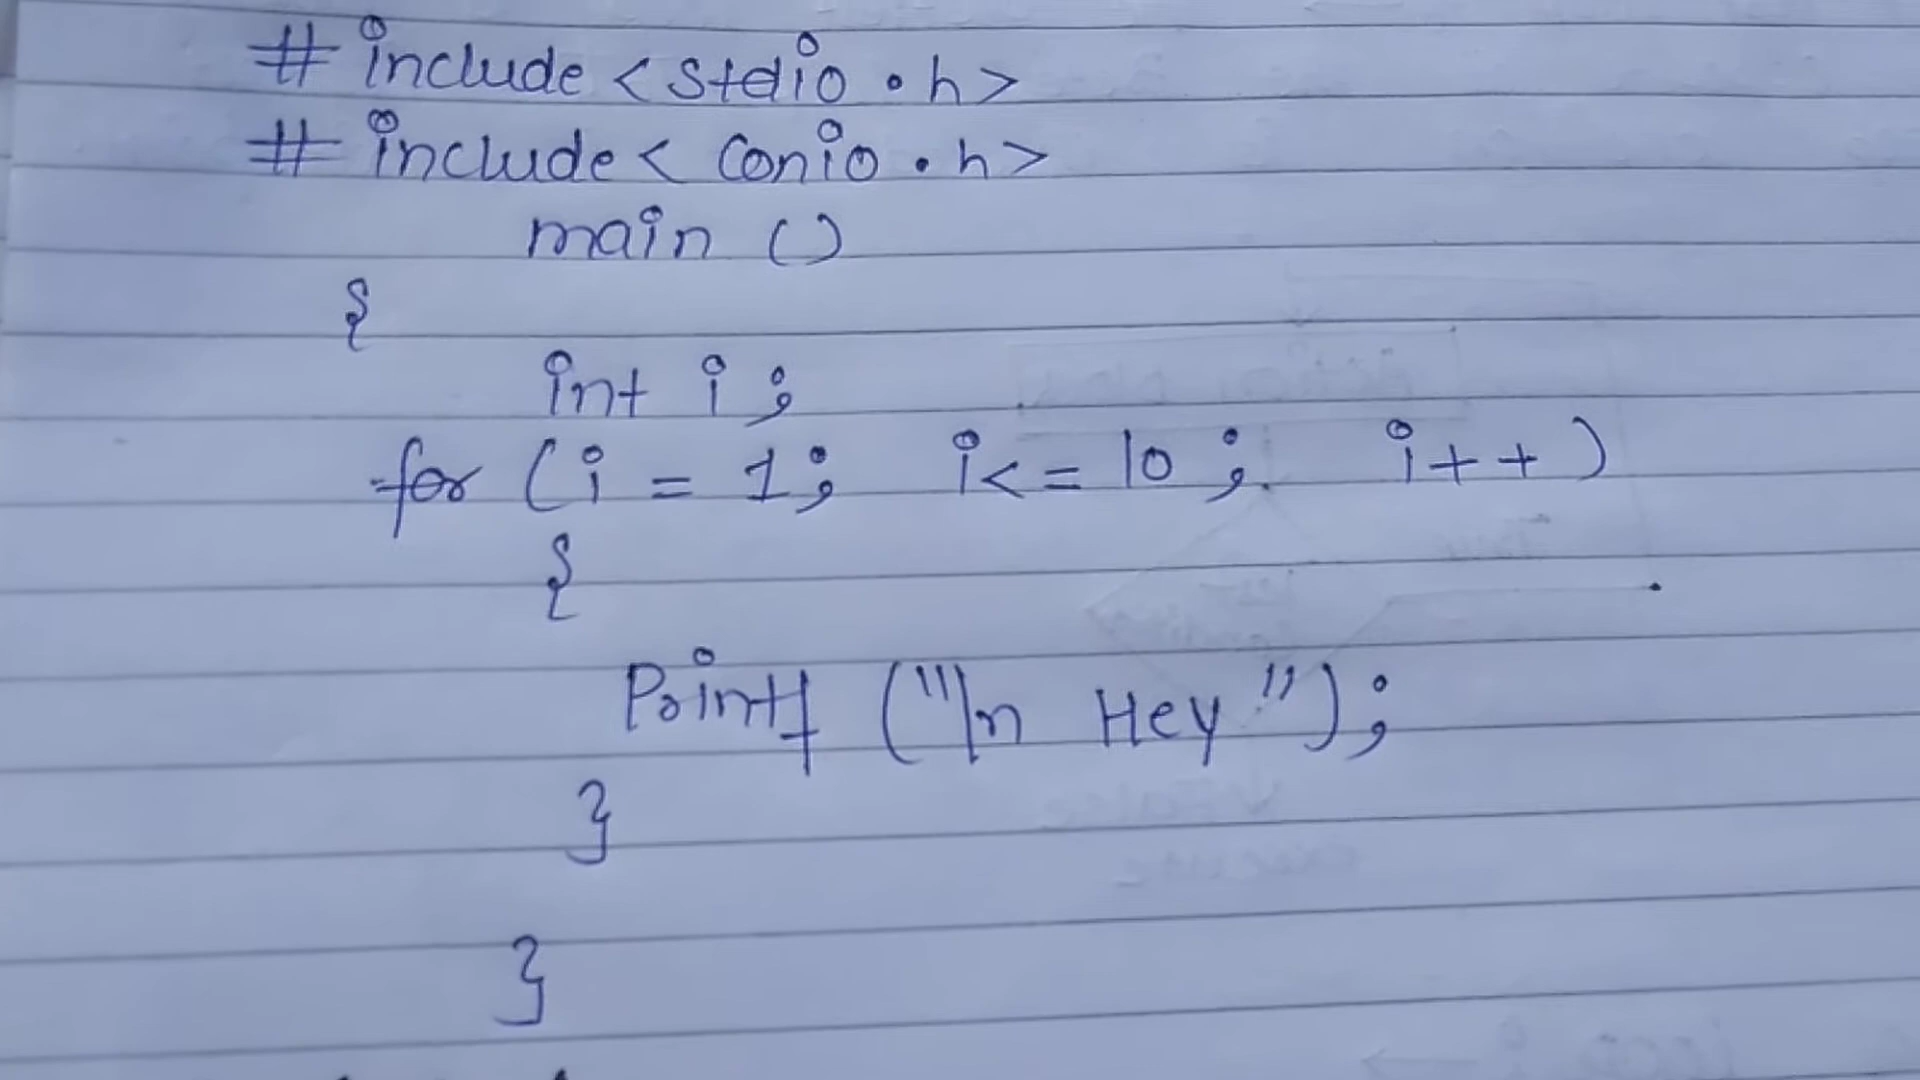 # include <stdio.h>
# include < Conio.h>
main ()
{
int i ;
for (i = 1; i<= 10 ; i++)
{
Printf ("\n Hey");
}
}